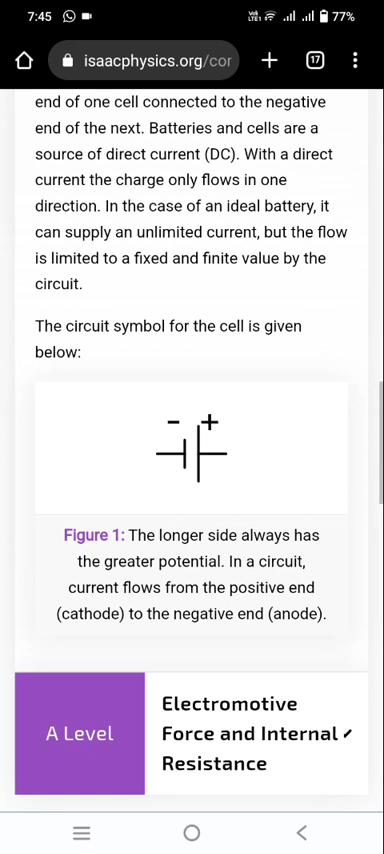 7:45
Vo) LTE1 77%
isaacphysics.org/cor
17
end of one cell connected to the negative
end of the next. Batteries and cells are a
source of direct current (DC). With a direct
current the charge only flows in one
direction. In the case of an ideal battery, it
can supply an unlimited current, but the flow
is limited to a fixed and finite value by the
circuit.
The circuit symbol for the cell is given
below:
- +
Figure 1: The longer side always has
the greater potential. In a circuit,
current flows from the positive end
(cathode) to the negative end (anode).
A Level
Electromotive
Force and Internal
Resistance